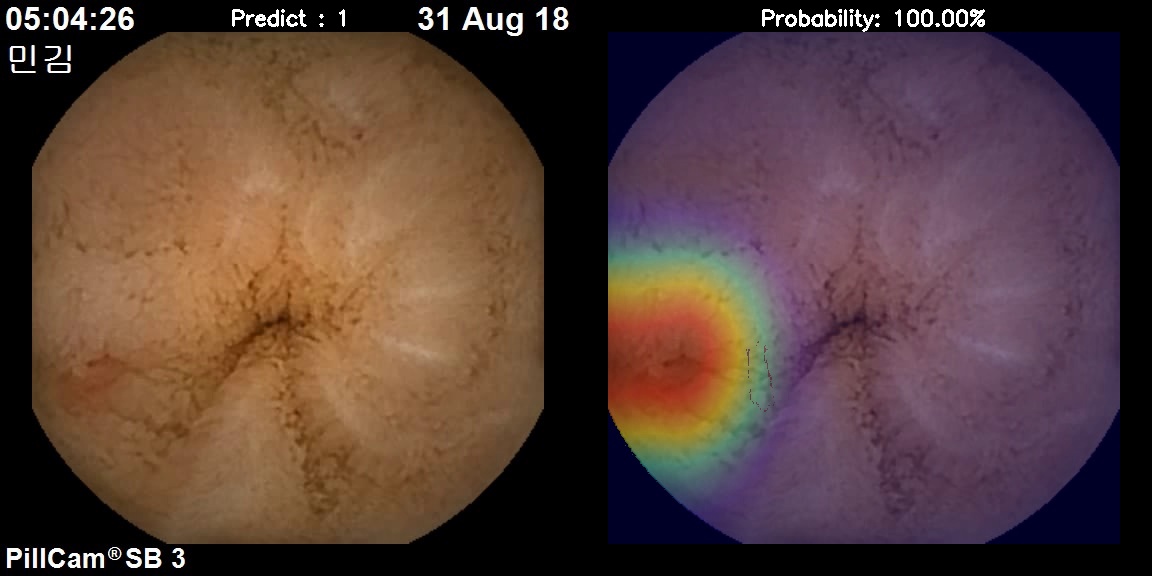 05:04:26 Predict : 1 31 Aug 18 Probability: 100.00%
민김
PillCam® SB 3